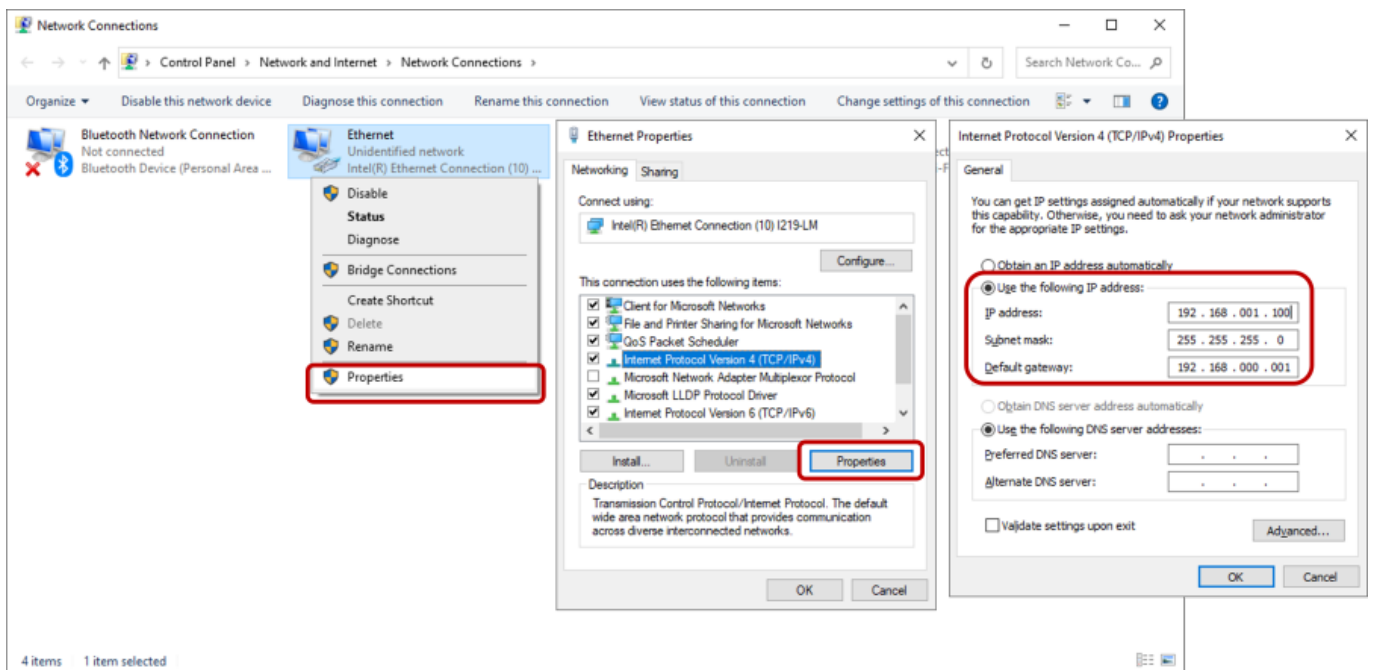 Network Connections
Control Panel > Network and Internet > Network Connections >
Search Network Co...
Organize
Disable this network device
Diagnose this connection
Rename this connection
View status of this connection
Change settings of this connection
Bluetooth Network Connection
Not connected
Bluetooth Device (Personal Area ...
Ethernet
Unidentified network
Intel(R) Ethernet Connection (10) ...
Disable
Status
Diagnose
Bridge Connections
Create Shortcut
Delete
Rename
Properties
Ethernet Properties
Networking
Sharing
Connect using:
Intel(R) Ethernet Connection (10) I219-LM
Configure...
This connection uses the following items:
Client for Microsoft Networks
File and Printer Sharing for Microsoft Networks
QoS Packet Scheduler
Internet Protocol Version 4 (TCP/IPv4)
Microsoft Network Adapter Multiplexor Protocol
Microsoft LLDP Protocol Driver
Internet Protocol Version 6 (TCP/IPv6)
Install...
Uninstall
Properties
Description
Transmission Control Protocol/Internet Protocol. The default
wide area network protocol that provides communication
across diverse interconnected networks.
OK
Cancel
Internet Protocol Version 4 (TCP/IPv4) Properties
General
You can get IP settings assigned automatically if your network supports
this capability. Otherwise, you need to ask your network administrator
for the appropriate IP settings.
Obtain an IP address automatically
Use the following IP address:
IP address:
192 . 168 . 001 . 100
Subnet mask:
255 . 255 . 255 . 0
Default gateway:
192 . 168 . 000 . 001
Obtain DNS server address automatically
Use the following DNS server addresses:
Preferred DNS server:
. . .
Alternate DNS server:
. . .
Validate settings upon exit
Advanced...
OK
Cancel
4 items
1 item selected